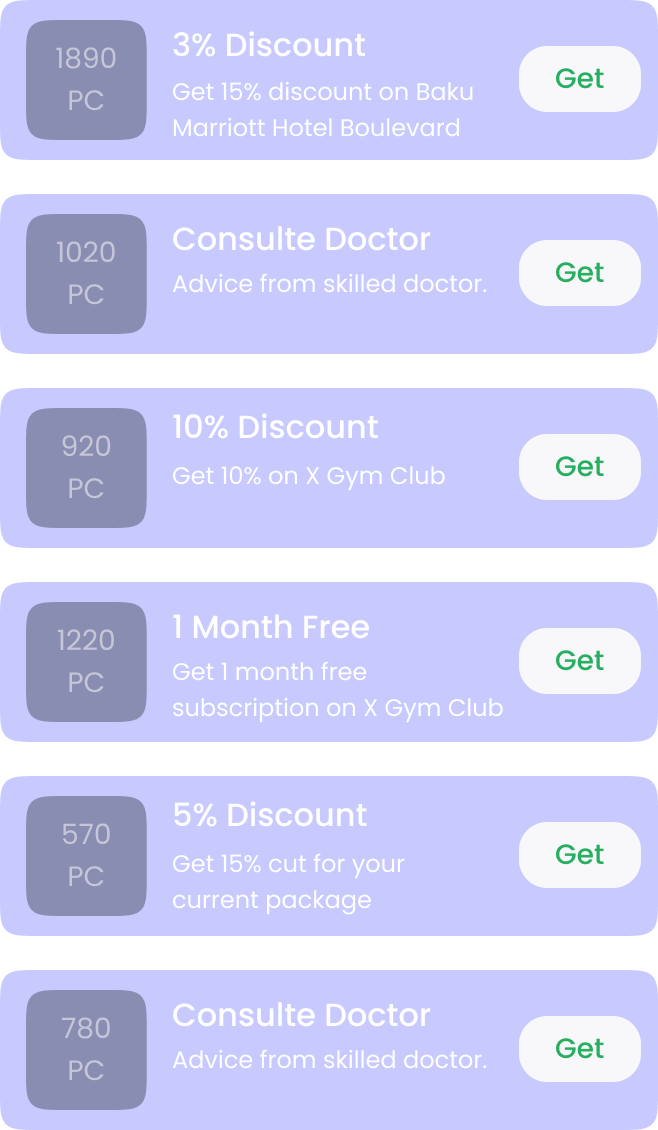 1890
PC
3% Discount
Get 15% discount on Baku
Marriott Hotel Boulevard
Get
1020
PC
Consulte Doctor
Advice from skilled doctor.
Get
920
PC
10% Discount
Get 10% on X Gym Club
Get
1220
PC
1 Month Free
Get 1 month free
subscription on X Gym Club
Get
570
PC
5% Discount
Get 15% cut for your
current package
Get
780
PC
Consulte Doctor
Advice from skilled doctor.
Get